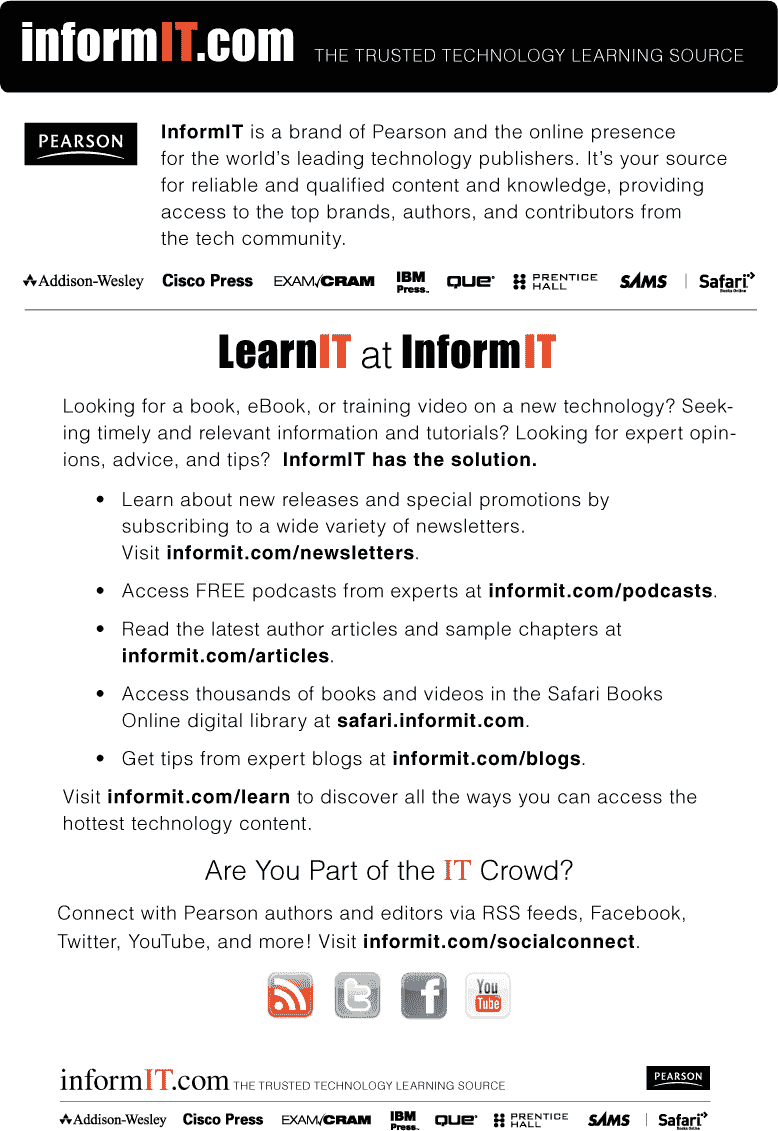 informIT.com THE TRUSTED TECHNOLOGY LEARNING SOURCE
PEARSON
InformIT is a brand of Pearson and the online presence
for the world's leading technology publishers. It's your source
for reliable and qualified content and knowledge, providing
access to the top brands, authors, and contributors from
the tech community.
Addison-Wesley Cisco Press EXAM/CRAM IBM Press. QUE PRENTICE HALL SAMS | Safari Books Online
LearnIT at InformIT
Looking for a book, eBook, or training video on a new technology? Seek-
ing timely and relevant information and tutorials? Looking for expert opin-
ions, advice, and tips? InformIT has the solution.
• Learn about new releases and special promotions by
subscribing to a wide variety of newsletters.
Visit informit.com/newsletters.
• Access FREE podcasts from experts at informit.com/podcasts.
• Read the latest author articles and sample chapters at
informit.com/articles.
• Access thousands of books and videos in the Safari Books
Online digital library at safari.informit.com.
• Get tips from expert blogs at informit.com/blogs.
Visit informit.com/learn to discover all the ways you can access the
hottest technology content.
Are You Part of the IT Crowd?
Connect with Pearson authors and editors via RSS feeds, Facebook,
Twitter, YouTube, and more! Visit informit.com/socialconnect.
t f You Tube
informIT.com THE TRUSTED TECHNOLOGY LEARNING SOURCE PEARSON
Addison-Wesley Cisco Press EXAM/CRAM IBM Press. QUE PRENTICE HALL SAMS | Safari Books Online